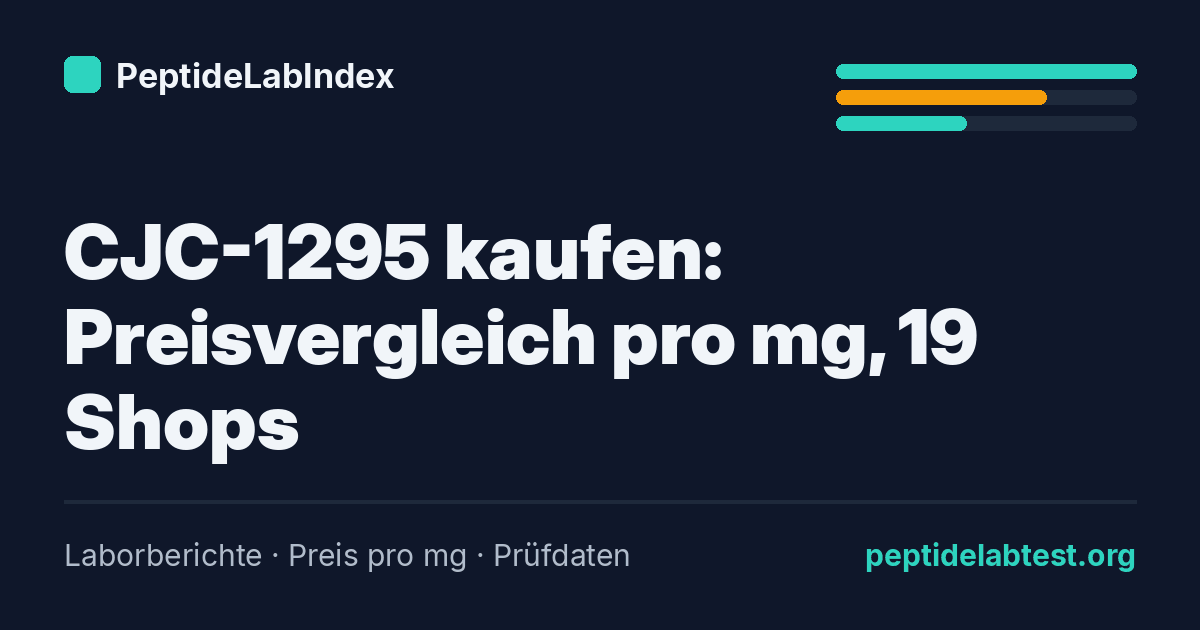 PeptideLabIndex
CJC-1295 kaufen:
Preisvergleich pro mg, 19
Shops
Laborberichte · Preis pro mg · Prüfdaten
peptidelabtest.org